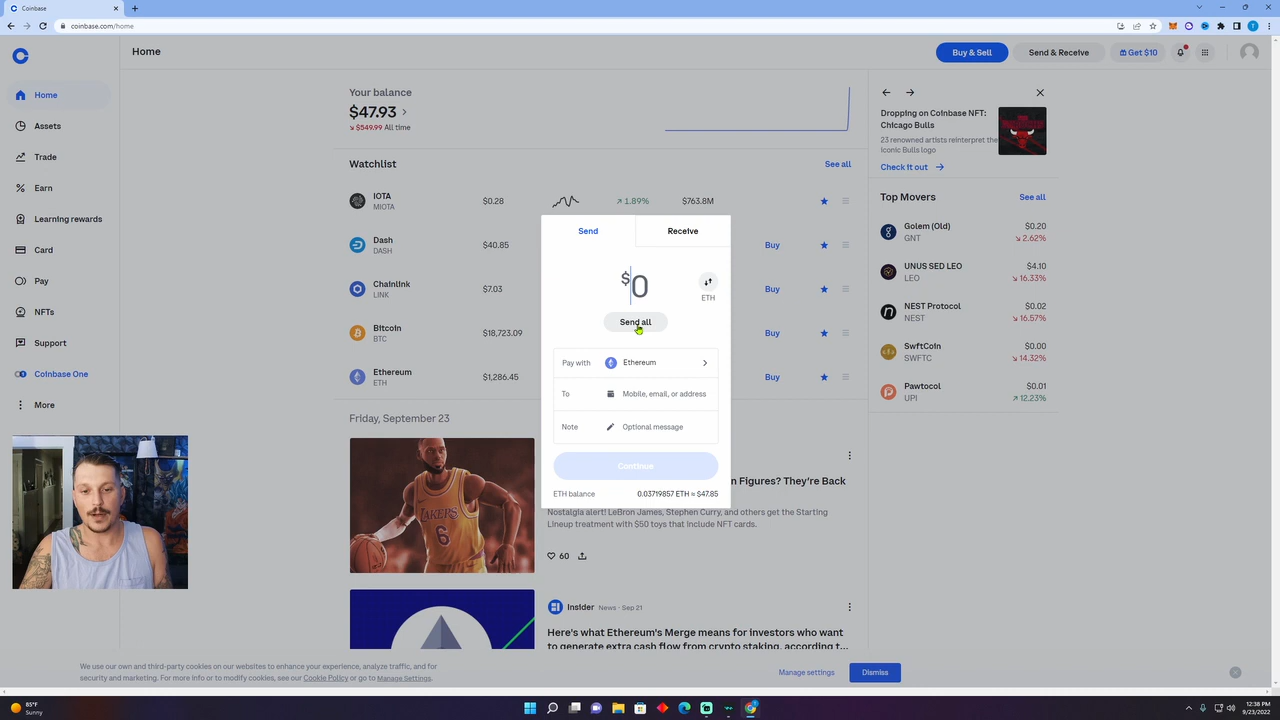 Coinbase
coinbase.com/home
Home
Buy & Sell
Send & Receive
Get $10
Home
Assets
Trade
Earn
Learning rewards
Card
Pay
NFTs
Support
Coinbase One
More
Your balance
$47.93
↘ $549.99 All time
Watchlist
See all
IOTA
MIOTA
$0.28
↗ 1.89%
$763.8M
Dash
DASH
$40.85
Buy
Chainlink
LINK
$7.03
Buy
Bitcoin
BTC
$18,723.09
Buy
Ethereum
ETH
$1,286.45
Buy
Send
Receive
$0
ETH
Send all
Pay with
Ethereum
To
Mobile, email, or address
Note
Optional message
Continue
ETH balance
0.03719857 ETH ≈ $47.85
Friday, September 23
LAKERS
6
n Figures? They're Back
Nostalgia alert! LeBron James, Stephen Curry, and others get the Starting
Lineup treatment with $50 toys that include NFT cards.
60
Insider
News · Sep 21
Here's what Ethereum's Merge means for investors who want
to generate extra cash flow from crypto staking, according t...
Dropping on Coinbase NFT:
Chicago Bulls
23 renowned artists reinterpret the
iconic Bulls logo
Check it out
Top Movers
See all
Golem (Old)
GNT
$0.20
↘ 2.62%
UNUS SED LEO
LEO
$4.10
↘ 16.33%
NEST Protocol
NEST
$0.02
↘ 16.57%
SwftCoin
SWFTC
$0.00
↘ 14.32%
Pawtocol
UPI
$0.01
↗ 12.23%
We use our own and third-party cookies on our websites to enhance your experience, analyze traffic, and for
security and marketing. For more info or to modify cookies, see our Cookie Policy or go to Manage Settings.
Manage settings
Dismiss
85°F
Sunny
12:38 PM
9/23/2022